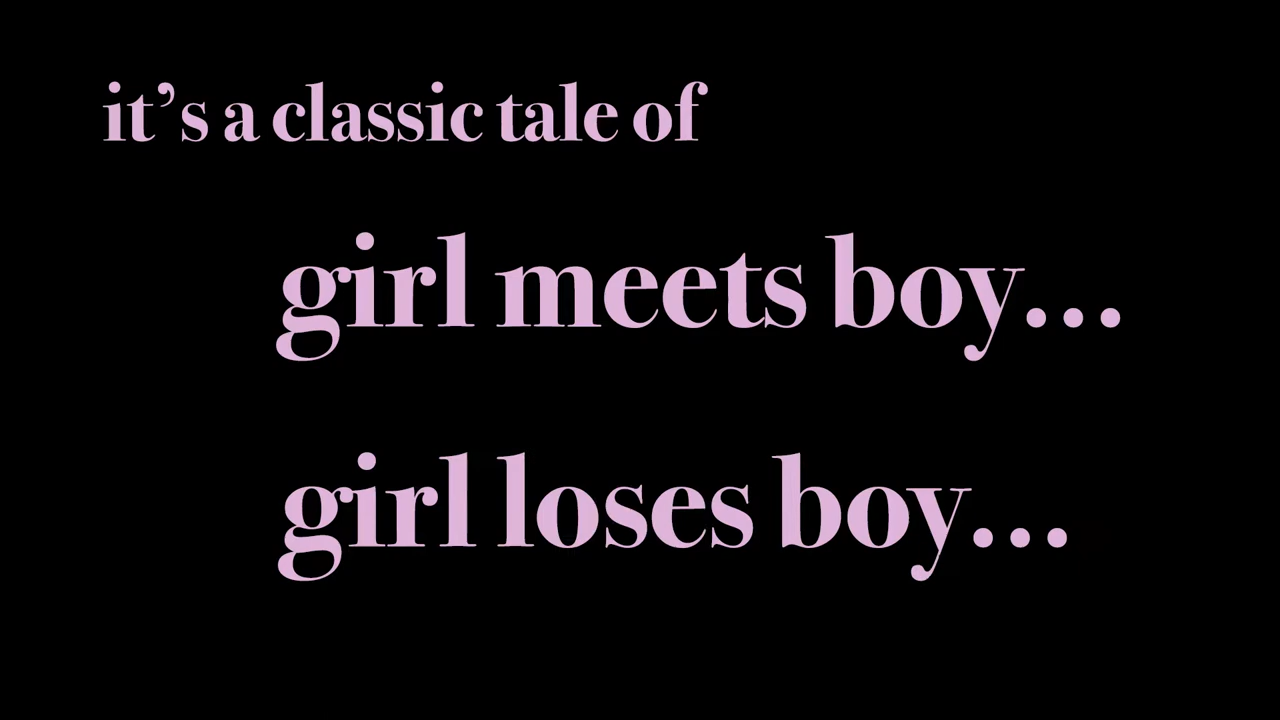 it’s a classic tale of
girl meets boy...
girl loses boy...